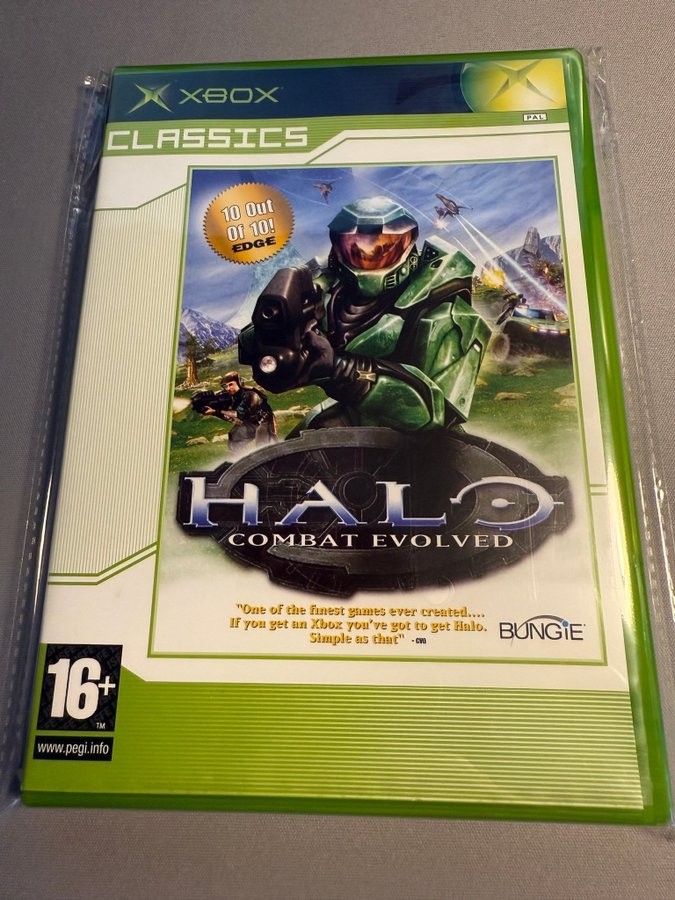 XBOX
PAL
CLASSICS
10 Out
Of 10!
EDGE
HALO
COMBAT EVOLVED
"One of the finest games ever created....
If you get an Xbox you've got to get Halo.
Simple as that" - CVG
BUNGiE
16+
TM
www.pegi.info